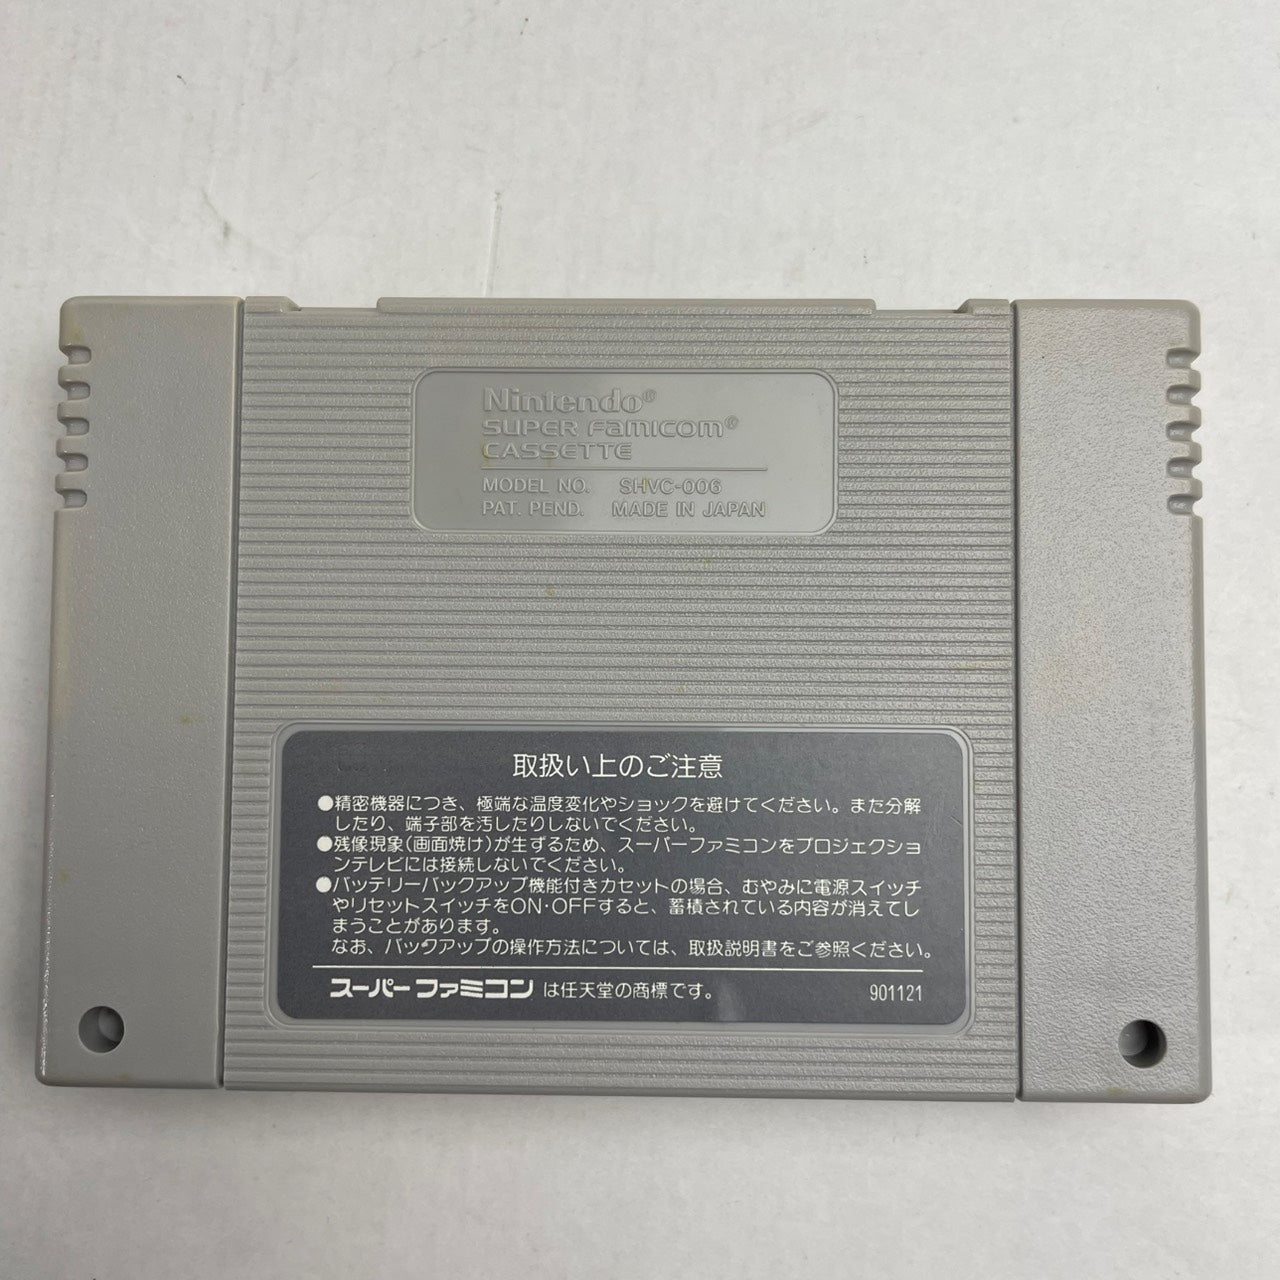 Nintendo®
SUPER FAMICOM®
CASSETTE
MODEL NO. SHVC-006
PAT. PEND. MADE IN JAPAN
取扱い上のご注意
●精密機器につき、極端な温度変化やショックを避けてください。また分解
したり、端子部を汚したりしないでください。
●残像現象(画面焼け)が生ずるため、スーパーファミコンをプロジェクショ
ンテレビには接続しないでください。
●バッテリーバックアップ機能付きカセットの場合、むやみに電源スイッチ
やリセットスイッチをON・OFFすると、蓄積されている内容が消えてし
まうことがあります。
なお、バックアップの操作方法については、取扱説明書をご参照ください。
スーパーファミコン は任天堂の商標です。 901121